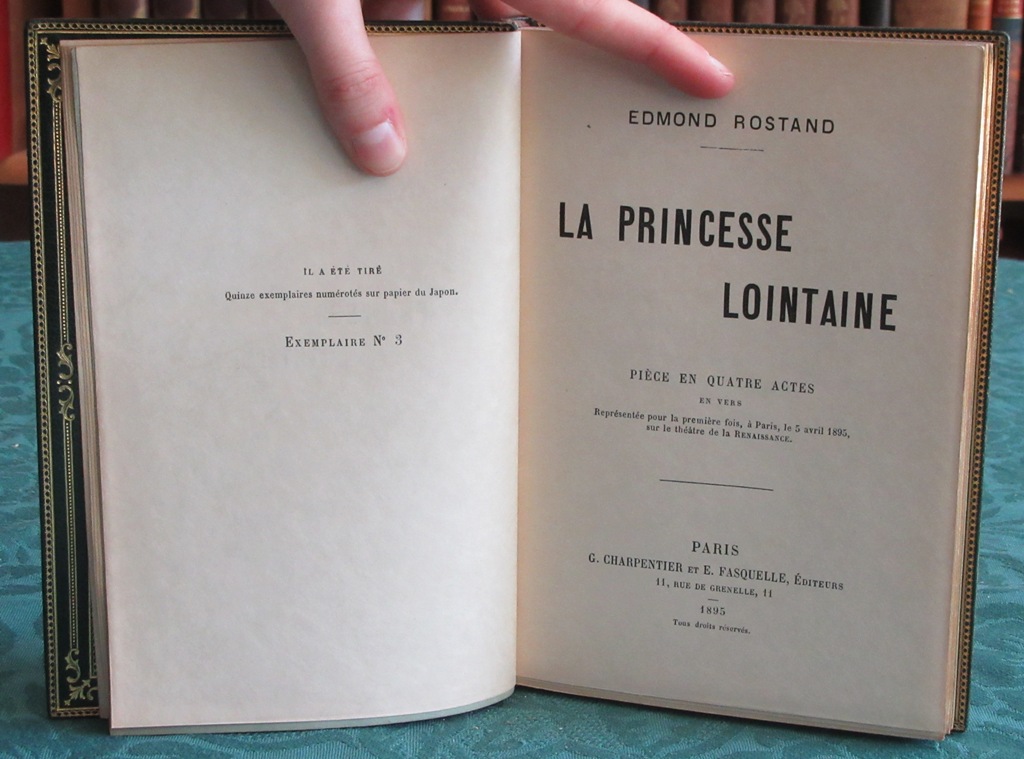 IL A ÉTÉ TIRÉ
Quinze exemplaires numérotés sur papier du Japon.
EXEMPLAIRE N° 3
EDMOND ROSTAND
LA PRINCESSE
LOINTAINE
PIÈCE EN QUATRE ACTES
EN VERS
Représentée pour la première fois, à Paris, le 5 avril 1895,
sur le théâtre de la RENAISSANCE.
PARIS
G. CHARPENTIER ET E. FASQUELLE, ÉDITEURS
11, RUE DE GRENELLE, 11
1895
Tous droits réservés.